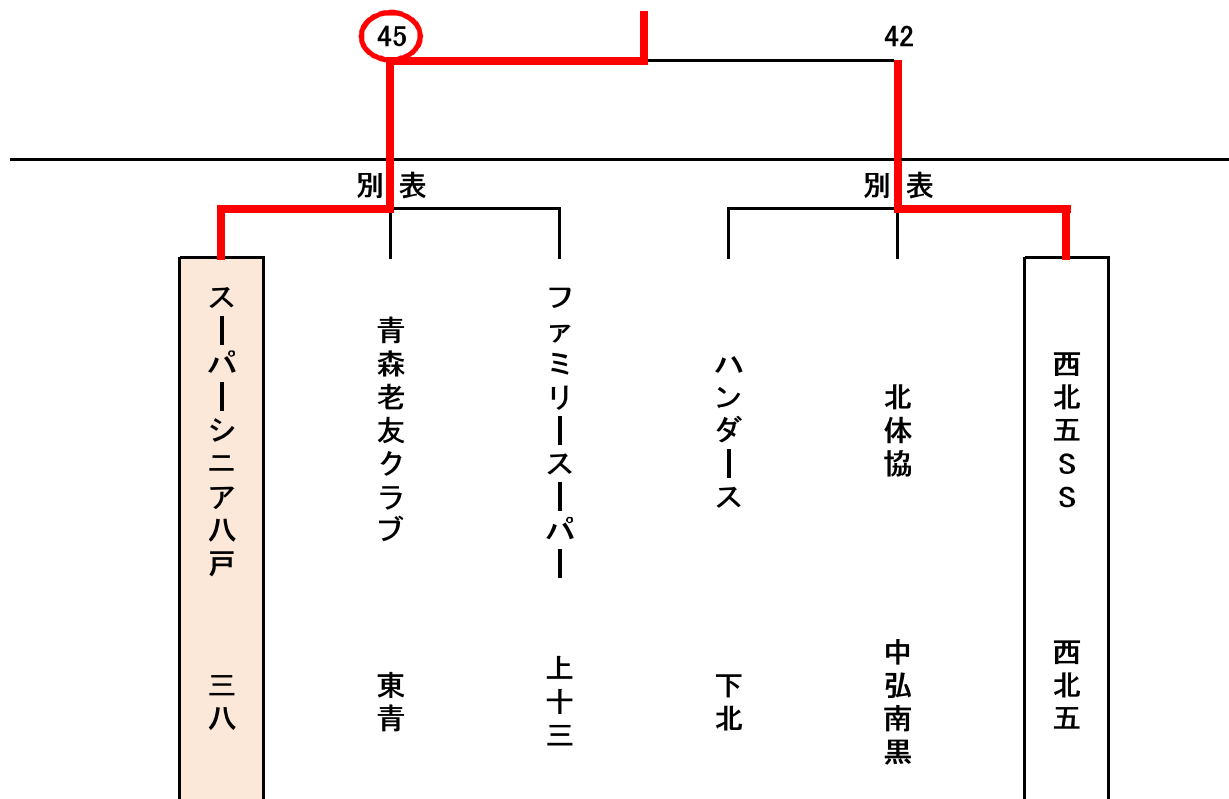 45
42
別表
別表
スーパーシニア八戸
三八
青森老友クラブ
東青
ファミリースーパー
上十三
ハンダース
下北
北体協
中弘南黒
西北五SS
西北五